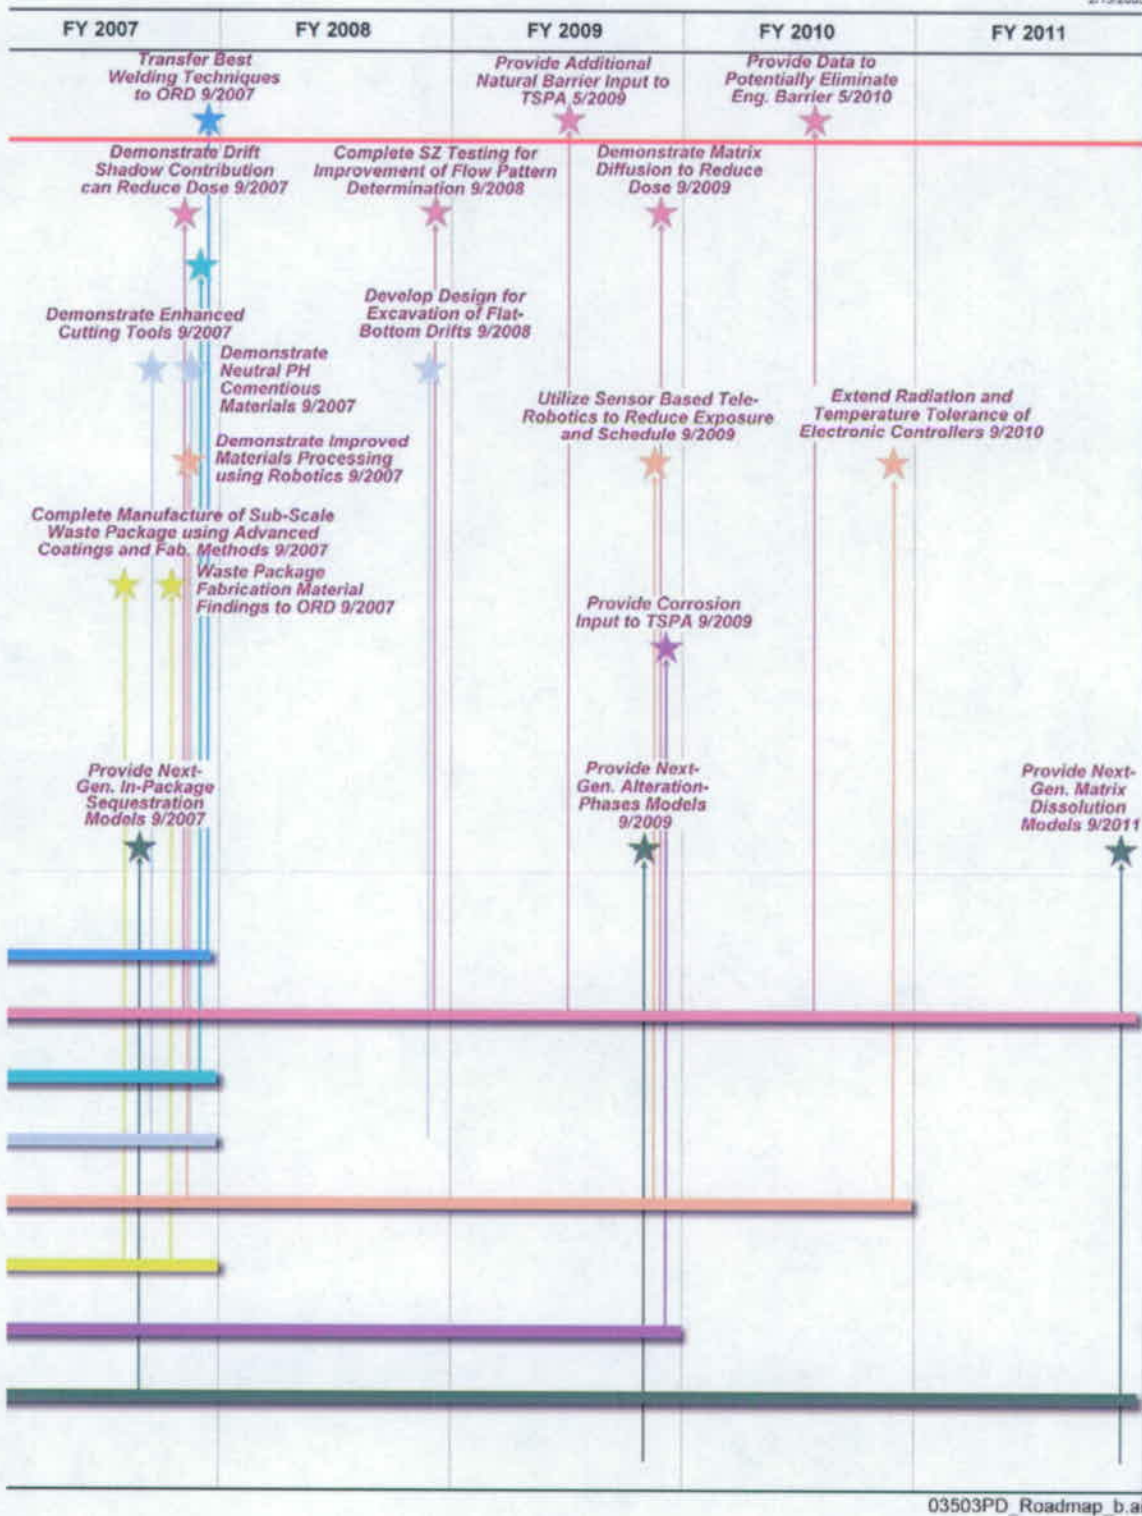 FY 2007
FY 2008
FY 2009
FY 2010
FY 2011
Transfer Best
Welding Techniques
to ORD 9/2007
Provide Additional
Natural Barrier Input to
TSPA 5/2009
Provide Data to
Potentially Eliminate
Eng. Barrier 5/2010
Demonstrate Drift
Shadow Contribution
can Reduce Dose 9/2007
Complete SZ Testing for
Improvement of Flow Pattern
Determination 9/2008
Demonstrate Matrix
Diffusion to Reduce
Dose 9/2009
Demonstrate Enhanced
Cutting Tools 9/2007
Develop Design for
Excavation of Flat-
Bottom Drifts 9/2008
Demonstrate
Neutral PH
Cementious
Materials 9/2007
Utilize Sensor Based Tele-
Robotics to Reduce Exposure
and Schedule 9/2009
Extend Radiation and
Temperature Tolerance of
Electronic Controllers 9/2010
Demonstrate Improved
Materials Processing
using Robotics 9/2007
Complete Manufacture of Sub-Scale
Waste Package using Advanced
Coatings and Fab. Methods 9/2007
Waste Package
Fabrication Material
Findings to ORD 9/2007
Provide Corrosion
Input to TSPA 9/2009
Provide Next-
Gen. In-Package
Sequestration
Models 9/2007
Provide Next-
Gen. Alteration-
Phases Models
9/2009
Provide Next-
Gen. Matrix
Dissolution
Models 9/2011
03503PD_Roadmap_b.a